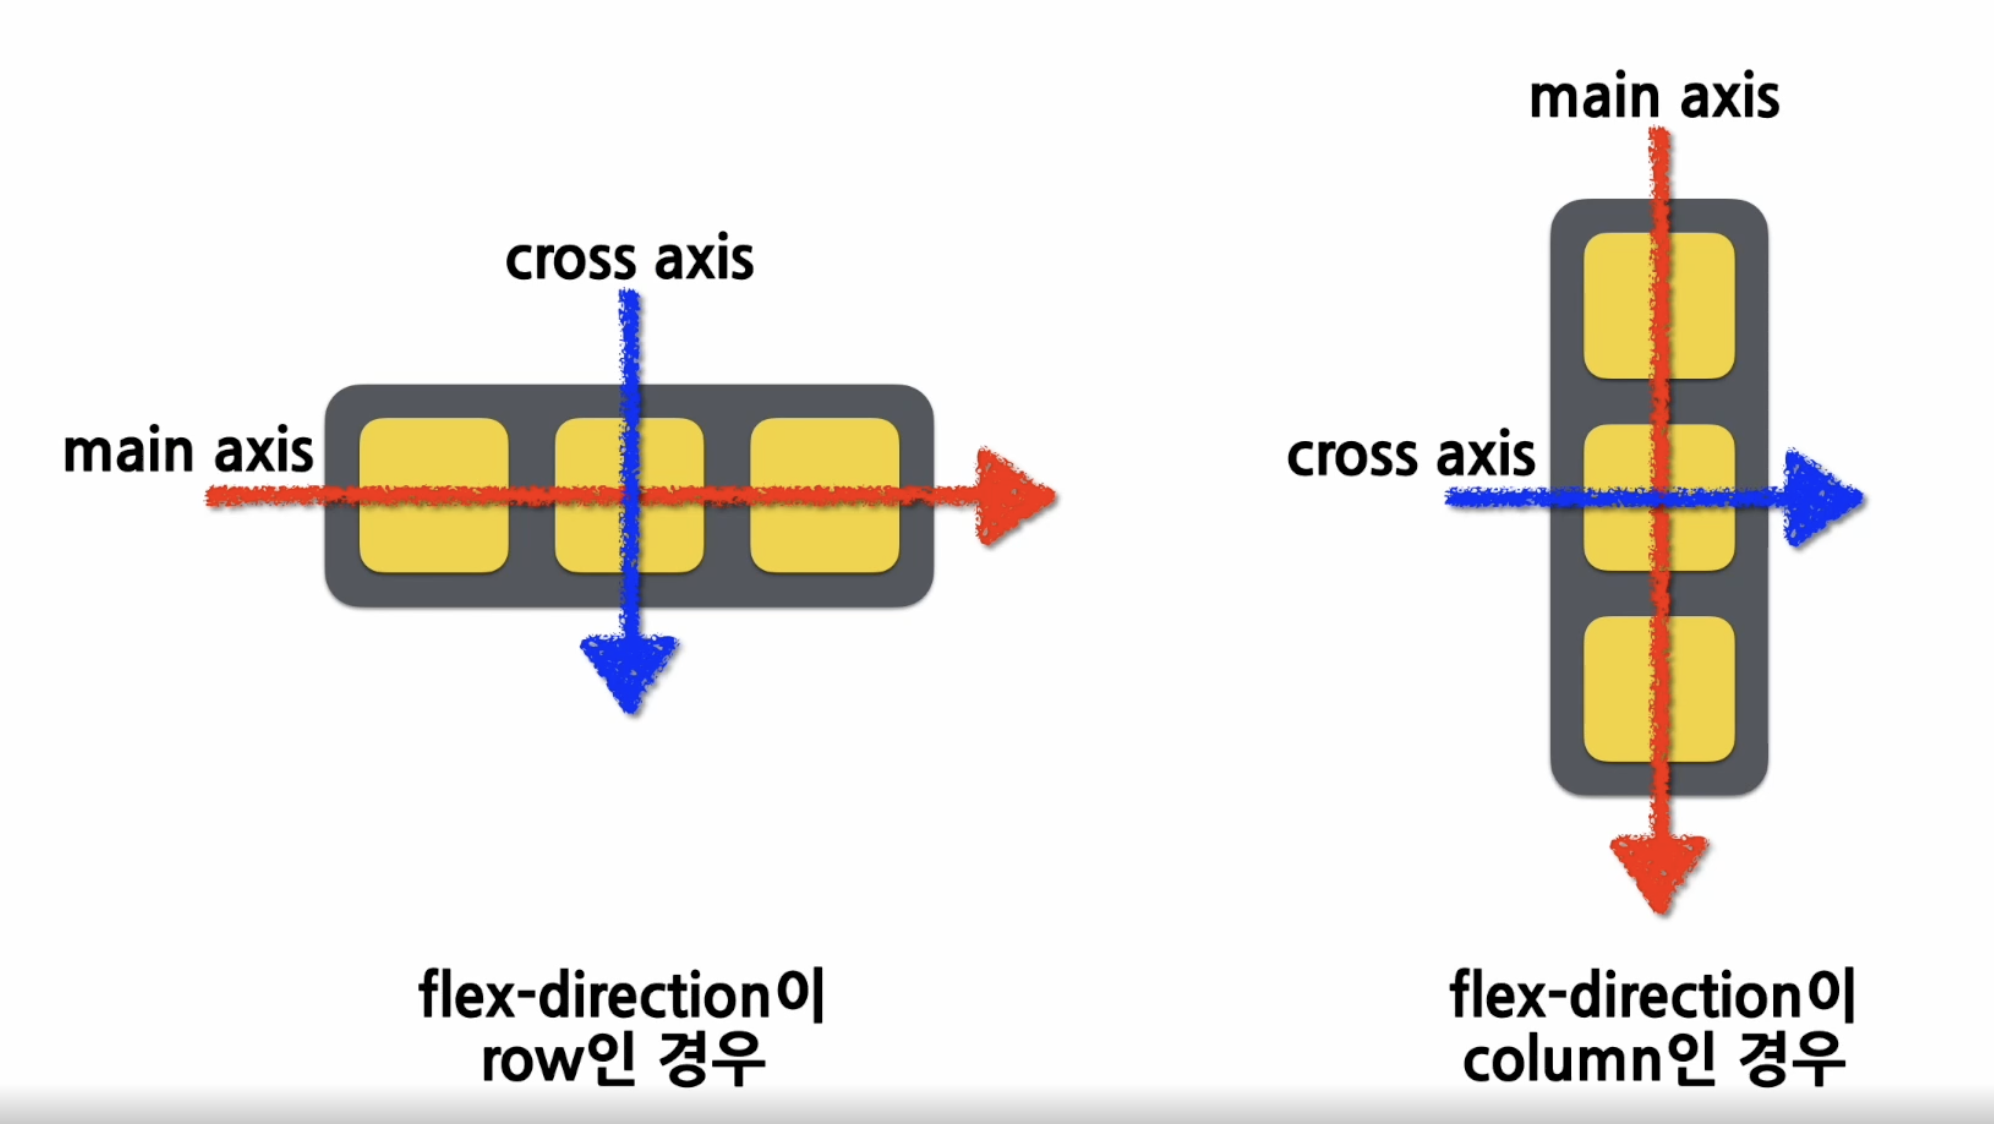 cross axis
main axis
flex-direction이
row인 경우
main axis
cross axis
flex-direction이
column인 경우